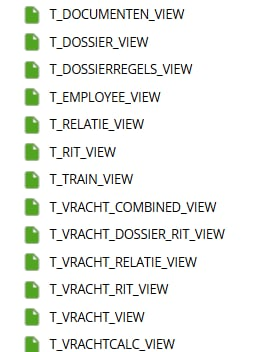 T_DOCUMENTEN_VIEW
T_DOSSIER_VIEW
T_DOSSIERREGELS_VIEW
T_EMPLOYEE_VIEW
T_RELATIE_VIEW
T_RIT_VIEW
T_TRAIN_VIEW
T_VRACHT_COMBINED_VIEW
T_VRACHT_DOSSIER_RIT_VIEW
T_VRACHT_RELATIE_VIEW
T_VRACHT_RIT_VIEW
T_VRACHT_VIEW
T_VRACHTCALC_VIEW